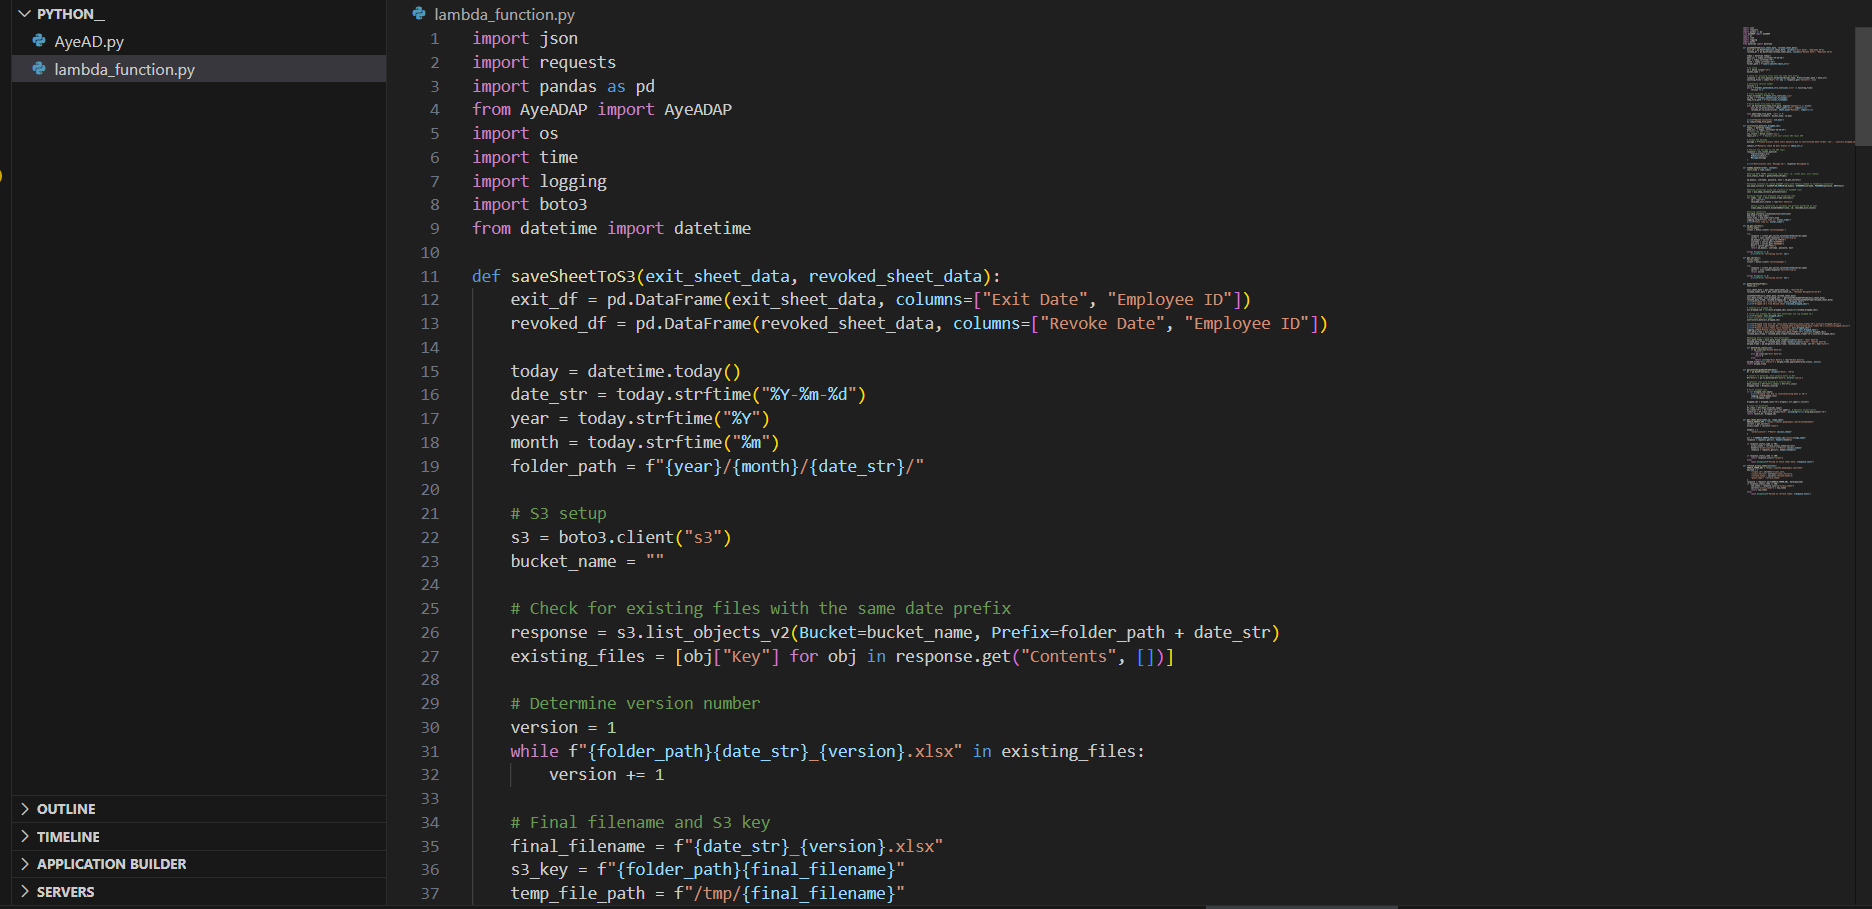 PYTHON__
AyeAD.py
lambda_function.py
OUTLINE
TIMELINE
APPLICATION BUILDER
SERVERS
lambda_function.py
1 import json
2 import requests
3 import pandas as pd
4 from AyeADAP import AyeADAP
5 import os
6 import time
7 import logging
8 import boto3
9 from datetime import datetime
10
11 def saveSheetToS3(exit_sheet_data, revoked_sheet_data):
12     exit_df = pd.DataFrame(exit_sheet_data, columns=["Exit Date", "Employee ID"])
13     revoked_df = pd.DataFrame(revoked_sheet_data, columns=["Revoke Date", "Employee ID"])
14
15     today = datetime.today()
16     date_str = today.strftime("%Y-%m-%d")
17     year = today.strftime("%Y")
18     month = today.strftime("%m")
19     folder_path = f"{year}/{month}/{date_str}/"
20
21     # S3 setup
22     s3 = boto3.client("s3")
23     bucket_name = ""
24
25     # Check for existing files with the same date prefix
26     response = s3.list_objects_v2(Bucket=bucket_name, Prefix=folder_path + date_str)
27     existing_files = [obj["Key"] for obj in response.get("Contents", [])]
28
29     # Determine version number
30     version = 1
31     while f"{folder_path}{date_str}_{version}.xlsx" in existing_files:
32         version += 1
33
34     # Final filename and S3 key
35     final_filename = f"{date_str}_{version}.xlsx"
36     s3_key = f"{folder_path}{final_filename}"
37     temp_file_path = f"/tmp/{final_filename}"